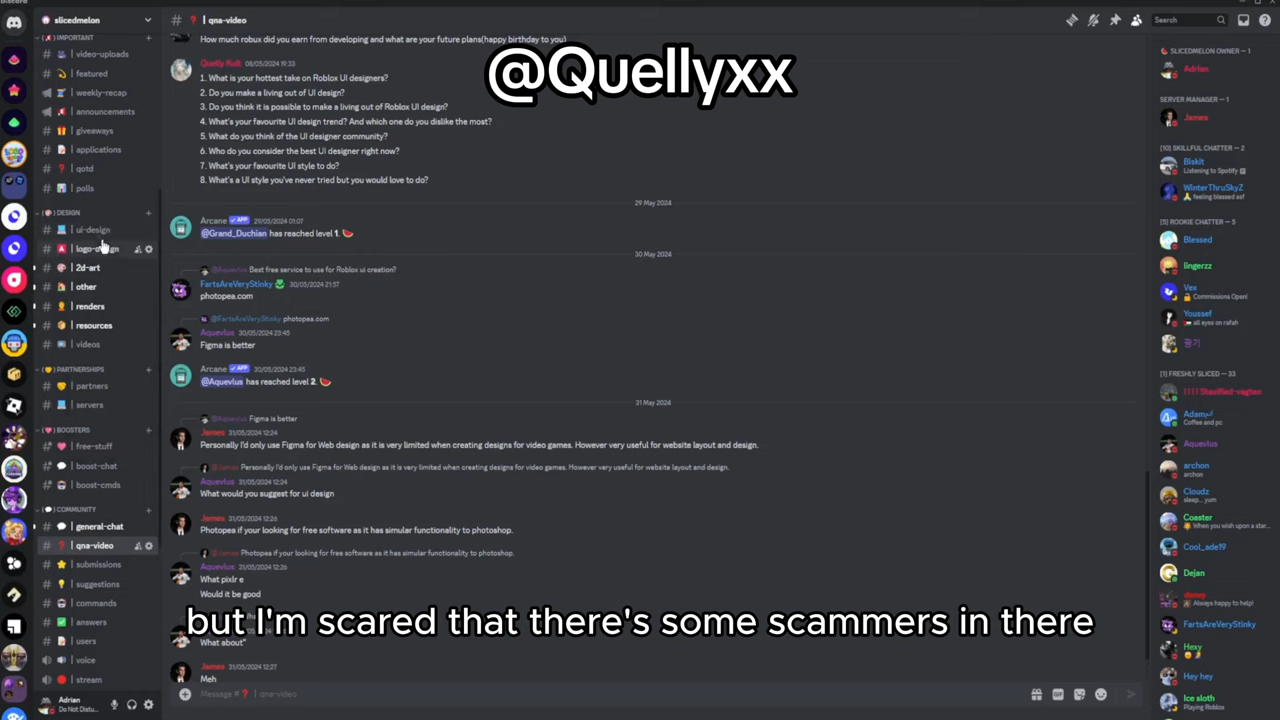 Discord
slicedmelon
IMPORTANT
video-uploads
featured
weekly-recap
announcements
giveaways
applications
qotd
polls
DESIGN
ui-design
logo-design
2d-art
other
renders
resources
videos
PARTNERSHIPS
partners
servers
BOOSTERS
free-stuff
boost-chat
boost-cmds
COMMUNITY
general-chat
qna-video
submissions
suggestions
commands
answers
users
voice
stream
Adrian
Do Not Distu...
qna-video
Search
@Quellyxx
How much robux did you earn from developing and what are your future plans(happy birthday to you)
08/05/2024 19:33
1. What is your hottest take on Roblox UI designers?
2. Do you make a living out of UI design?
3. Do you think it is possible to make a living out of Roblox UI design?
4. What's your favourite UI design trend? And which one do you dislike the most?
5. What do you think of the UI designer community?
6. Who do you consider the best UI designer right now?
7. What's your favourite UI style to do?
8. What's a UI style you've never tried but you would love to do?
29 May 2024
Arcane APP 29/05/2024 01:07
@Grand_Duchian has reached level 1.
30 May 2024
@Aquevlus Best free service to use for Roblox ui creation?
FartsAreVeryStinky 30/05/2024 21:57
photopea.com
@FartsAreVeryStinky photopea.com
Aquevlus 30/05/2024 23:45
Figma is better
Arcane APP 30/05/2024 23:45
@Aquevlus has reached level 2.
31 May 2024
@Aquevlus Figma is better
James 31/05/2024 12:24
Personally I'd only use Figma for Web design as it is very limited when creating designs for video games. However very useful for website layout and design.
@James Personally I'd only use Figma for Web design as it is very limited when creating designs for video games. However very useful for website layout and design.
Aquevlus 31/05/2024 12:24
What would you suggest for ui design
James 31/05/2024 12:26
Photopea if your looking for free software as it has simular functionality to photoshop.
@James Photopea if your looking for free software as it has simular functionality to photoshop.
Aquevlus 31/05/2024 12:26
What pixlr e
Would it be good
but I'm scared that there's some scammers in there
What about"
James 31/05/2024 12:27
Meh
Message # qna-video
SLICEDMELON OWNER — 1
Adrian
SERVER MANAGER — 1
James
[10] SKILLFUL CHATTER — 2
Biskit
Listening to Spotify
WinterThruSkyZ
feeling blessed asf
[5] ROOKIE CHATTER — 5
Blessed
lingerzz
Vex
Commissions Open!
Youssef
all eyes on rafah
광기
[1] FRESHLY SLICED — 33
Adam
Coffee and pc
Aquevlus
archon
archon
Cloudz
sleep... yum
Coaster
When you wish upon a star...
Cool_ade19
Dejan
Always happy to help!
FartsAreVeryStinky
Hexy
Hey hey
Ice sloth
Playing Roblox